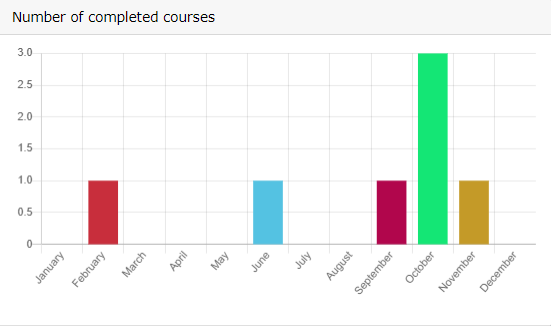 Number of completed courses
3.0
2.5
2.0
1.5
1.0
0.5
0
January
February
March
April
May
June
July
August
September
October
November
December